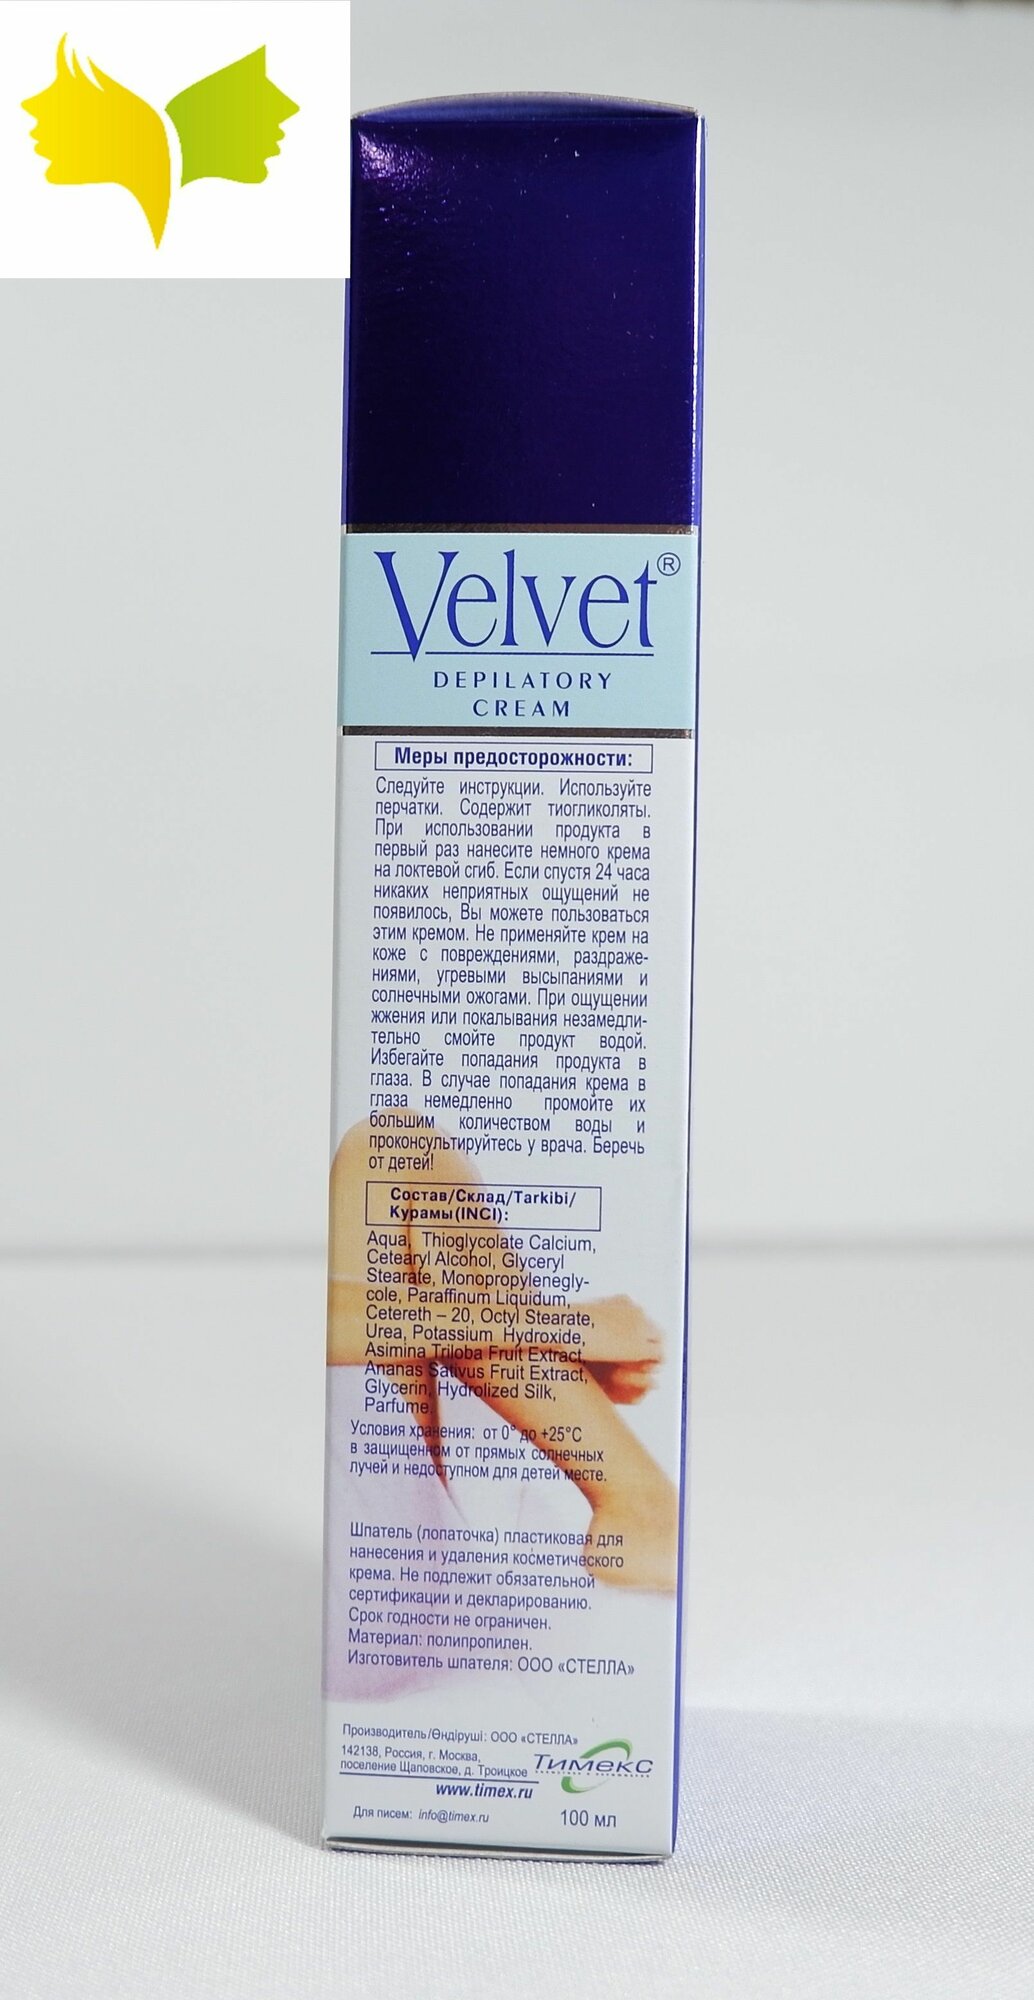 Velvet®
DEPILATORY
CREAM
Меры предосторожности:
Следуйте инструкции. Используйте
перчатки. Содержит тиогликоляты.
При использовании продукта в
первый раз нанесите немного крема
на локтевой сгиб. Если спустя 24 часа
никаких неприятных ощущений не
появилось, Вы можете пользоваться
этим кремом. Не применяйте крем на
коже с повреждениями, раздраже-
ниями, угревыми высыпаниями и
солнечными ожогами. При ощущении
жжения или покалывания незамедли-
тельно смойте продукт водой.
Избегайте попадания продукта в
глаза. В случае попадания крема в
глаза немедленно промойте их
большим количеством воды и
проконсультируйтесь у врача. Беречь
от детей!
Состав/Склад/Tarkibi/
Курамы(INCI):
Aqua, Thioglycolate Calcium,
Cetearyl Alcohol, Glyceryl
Stearate, Monopropylenegly-
cole, Paraffinum Liquidum,
Cetereth – 20, Octyl Stearate,
Urea, Potassium Hydroxide,
Asimina Triloba Fruit Extract,
Ananas Sativus Fruit Extract,
Glycerin, Hydrolized Silk,
Parfume.
Условия хранения: от 0° до +25°C
в защищенном от прямых солнечных
лучей и недоступном для детей месте.
Шпатель (лопаточка) пластиковая для
нанесения и удаления косметического
крема. Не подлежит обязательной
сертификации и декларированию.
Срок годности не ограничен.
Материал: полипропилен.
Изготовитель шпателя: ООО «СТЕЛЛА»
Производитель/Өндіруші: ООО «СТЕЛЛА»
142138, Россия, г. Москва,
поселение Щаповское, д. Троицкое
Тимекс
www.timex.ru
Для писем: info@timex.ru
100 мл